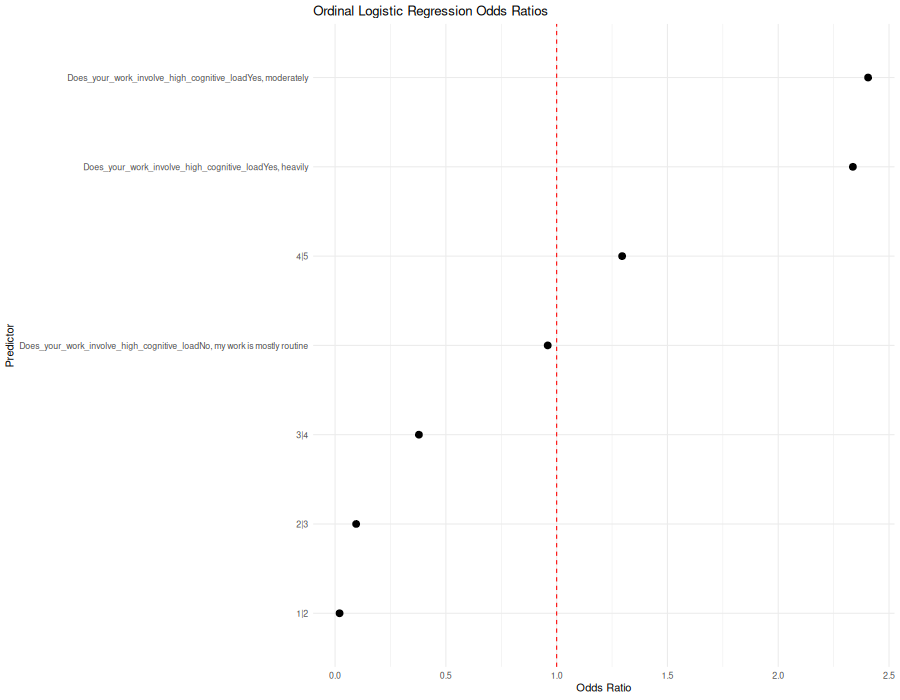 Ordinal Logistic Regression Odds Ratios
Does_your_work_involve_high_cognitive_loadYes, moderately
Does_your_work_involve_high_cognitive_loadYes, heavily
4|5
Does_your_work_involve_high_cognitive_loadNo, my work is mostly routine
3|4
2|3
1|2
Predictor
0.0 0.5 1.0 1.5 2.0 2.5
Odds Ratio